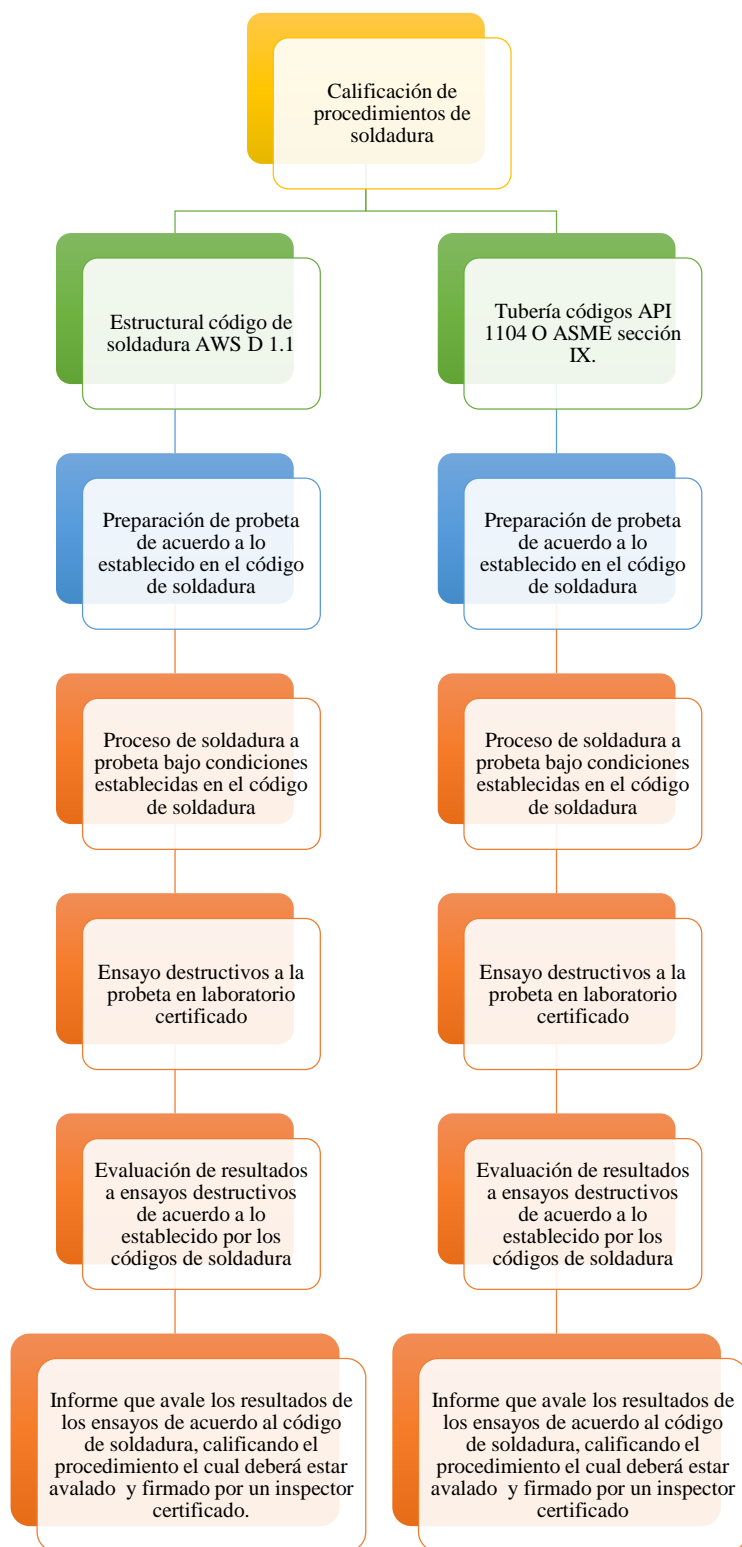 Calificación de
procedimientos de
soldadura
Estructural código de
soldadura AWS D 1.1
Tubería códigos API
1104 O ASME sección
IX.
Preparación de probeta
de acuerdo a lo
establecido en el código
de soldadura
Preparación de probeta
de acuerdo a lo
establecido en el código
de soldadura
Proceso de soldadura a
probeta bajo condiciones
establecidas en el código
de soldadura
Proceso de soldadura a
probeta bajo condiciones
establecidas en el código
de soldadura
Ensayo destructivos a la
probeta en laboratorio
certificado
Ensayo destructivos a la
probeta en laboratorio
certificado
Evaluación de resultados
a ensayos destructivos
de acuerdo a lo
establecido por los
códigos de soldadura
Evaluación de resultados
a ensayos destructivos
de acuerdo a lo
establecido por los
códigos de soldadura
Informe que avale los resultados de
los ensayos de acuerdo al código
de soldadura, calificando el
procedimiento el cual deberá estar
avalado y firmado por un inspector
certificado.
Informe que avale los resultados de
los ensayos de acuerdo al código
de soldadura, calificando el
procedimiento el cual deberá estar
avalado y firmado por un inspector
certificado